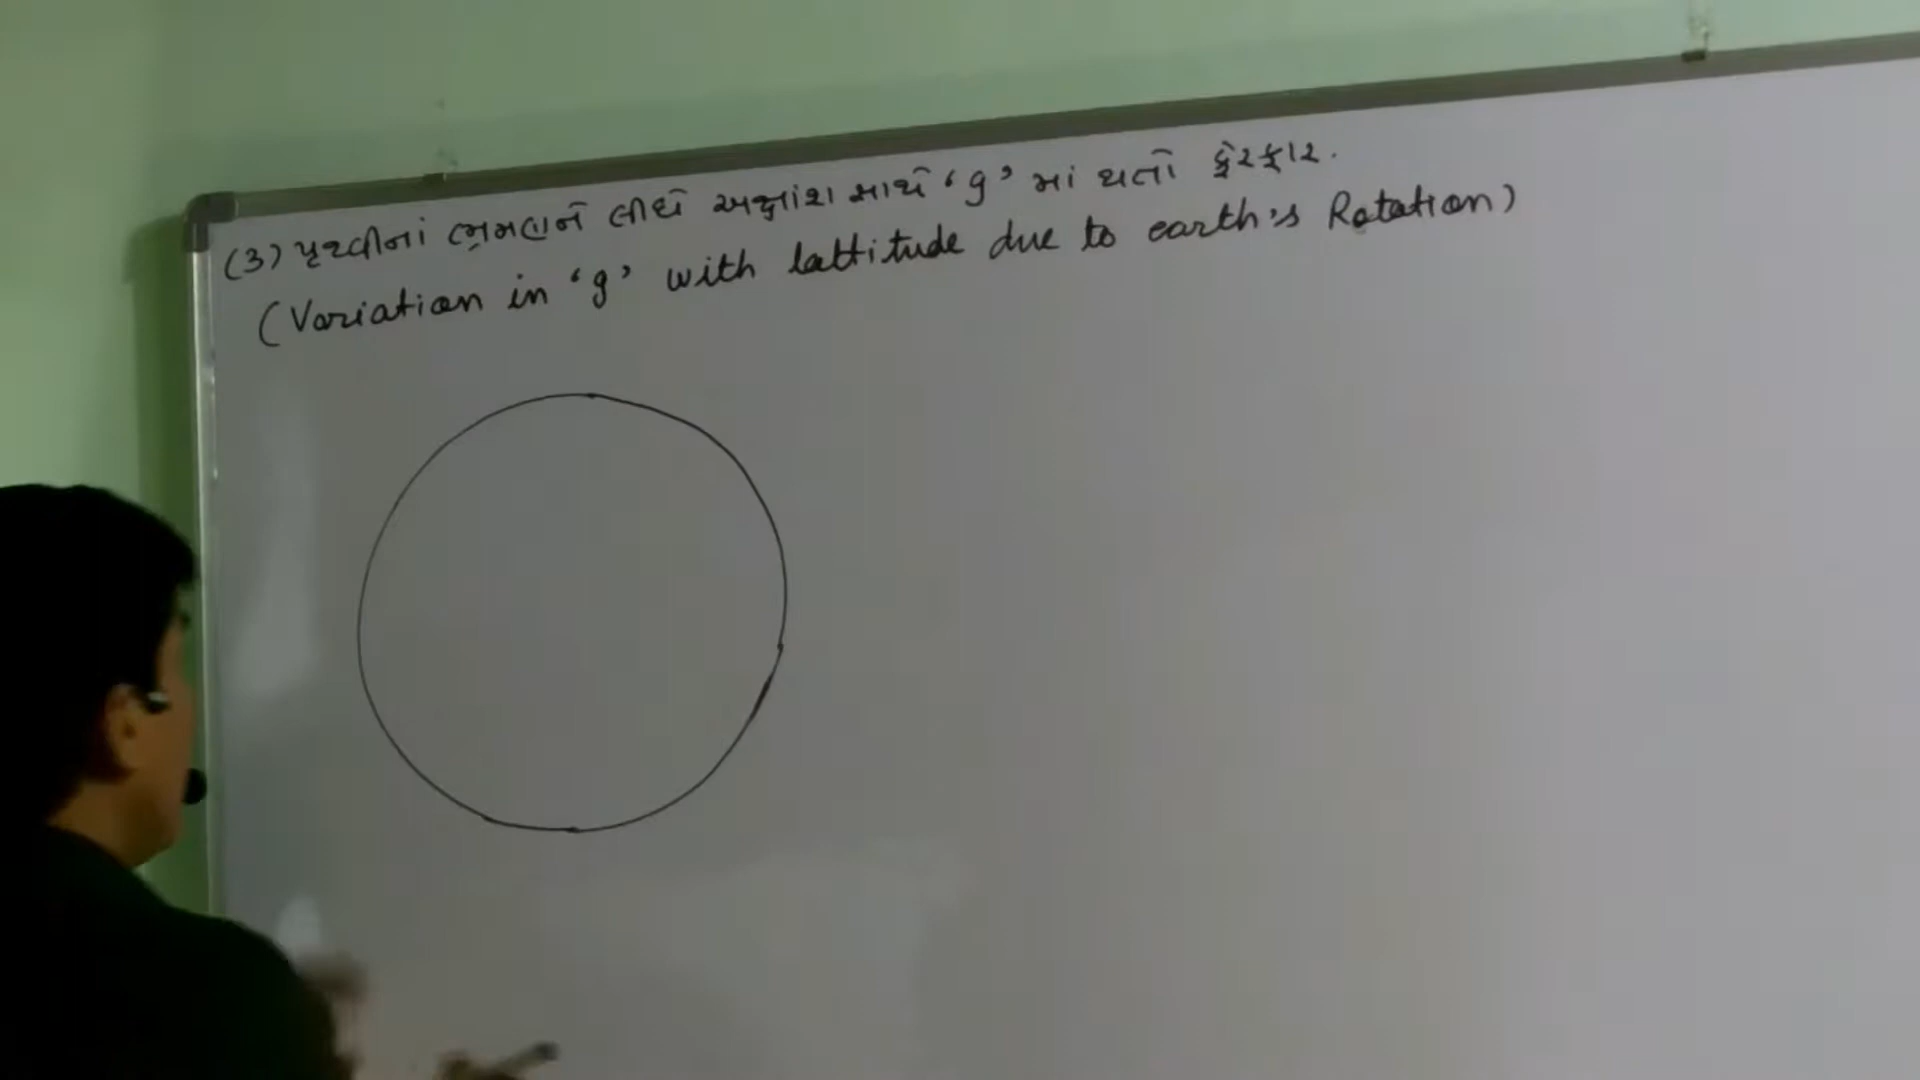 (3) પૃથ્વીનાં ભ્રમણને લીધે અક્ષાંશ સાથે 'g' માં થતો ફેરફાર.
(Variation in 'g' with lattitude due to earth's Rotation)